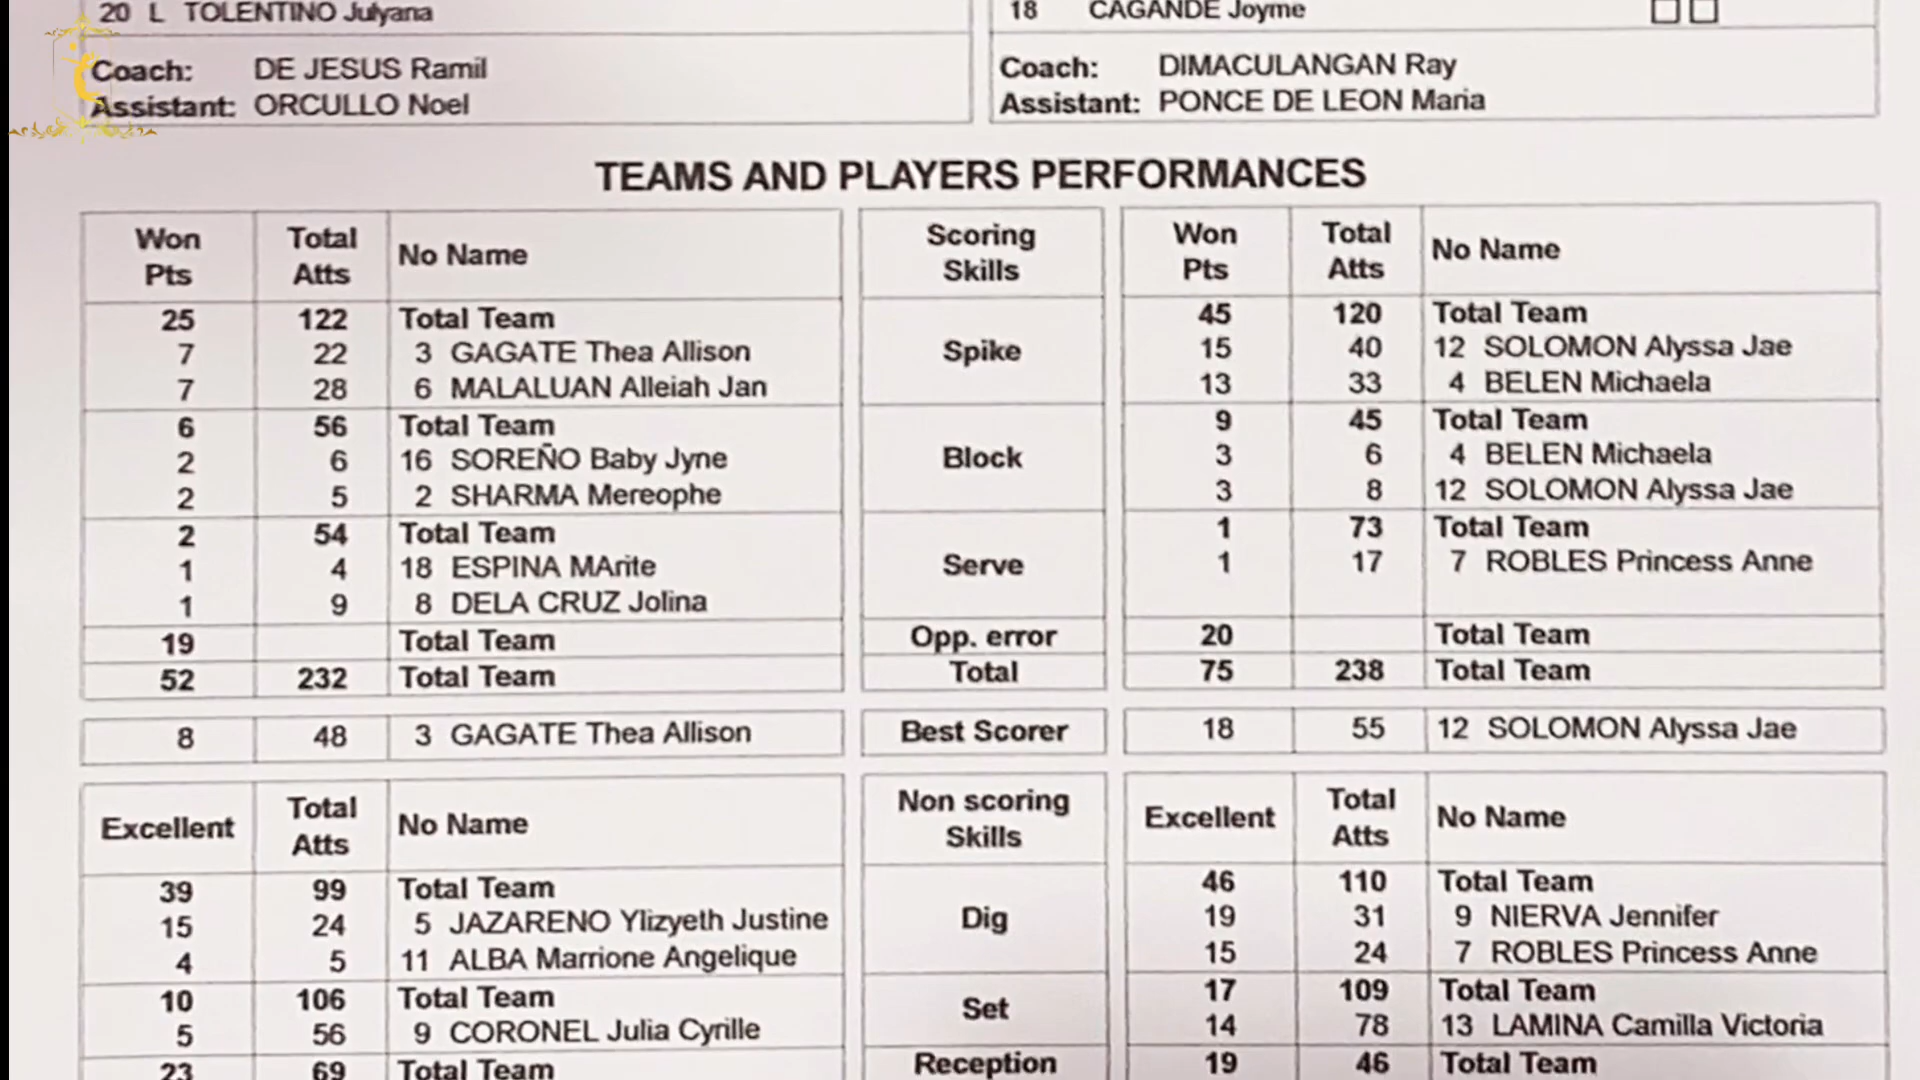 20 L TOLENTINO Julyana
18 CAGANDE Joyme
Coach: DE JESUS Ramil
Assistant: ORCULLO Noel
Coach: DIMACULANGAN Ray
Assistant: PONCE DE LEON Maria
TEAMS AND PLAYERS PERFORMANCES
Won Pts Total Atts No Name Scoring Skills Won Pts Total Atts No Name
25 122 Total Team Spike 45 120 Total Team
7 22 3 GAGATE Thea Allison 15 40 12 SOLOMON Alyssa Jae
7 28 6 MALALUAN Alleiah Jan 13 33 4 BELEN Michaela
6 56 Total Team Block 9 45 Total Team
2 6 16 SOREÑO Baby Jyne 3 6 4 BELEN Michaela
2 5 2 SHARMA Mereophe 3 8 12 SOLOMON Alyssa Jae
2 54 Total Team Serve 1 73 Total Team
1 4 18 ESPINA MArite 1 17 7 ROBLES Princess Anne
1 9 8 DELA CRUZ Jolina
19 Total Team Opp. error 20 Total Team
52 232 Total Team Total 75 238 Total Team
8 48 3 GAGATE Thea Allison Best Scorer 18 55 12 SOLOMON Alyssa Jae
Excellent Total Atts No Name Non scoring Skills Excellent Total Atts No Name
39 99 Total Team Dig 46 110 Total Team
15 24 5 JAZARENO Ylizyeth Justine 19 31 9 NIERVA Jennifer
4 5 11 ALBA Marrione Angelique 15 24 7 ROBLES Princess Anne
10 106 Total Team Set 17 109 Total Team
5 56 9 CORONEL Julia Cyrille 14 78 13 LAMINA Camilla Victoria
23 69 Total Team Reception 19 46 Total Team